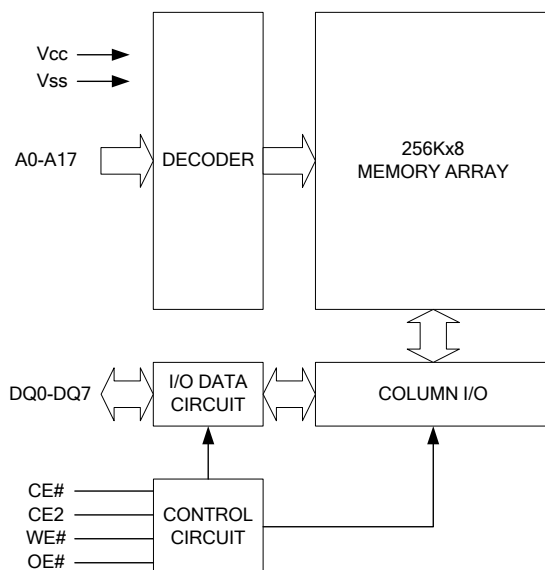 Vcc
Vss
A0-A17
DECODER
256Kx8
MEMORY ARRAY
DQ0-DQ7
I/O DATA
CIRCUIT
COLUMN I/O
CE#
CE2
WE#
OE#
CONTROL
CIRCUIT